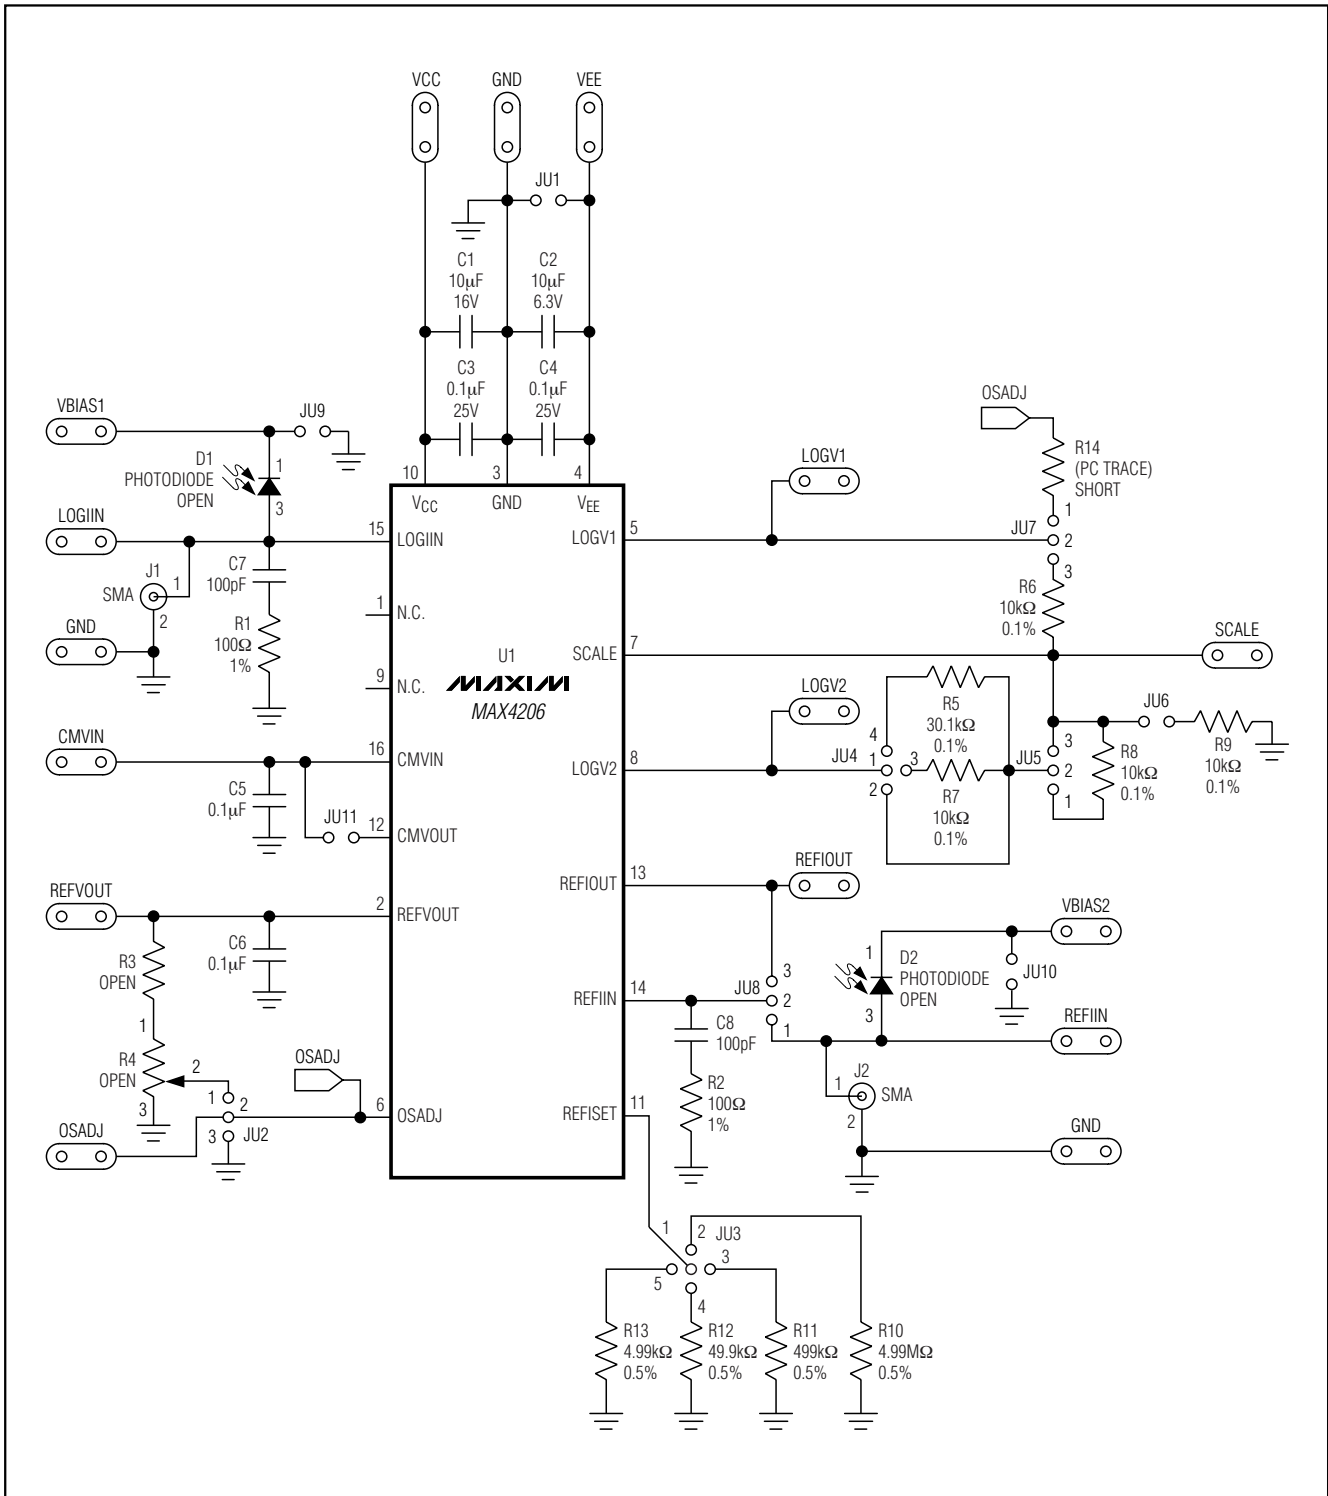 VCC
GND
VEE
JU1
C1
10µF
16V
C2
10µF
6.3V
C3
0.1µF
25V
C4
0.1µF
25V
VBIAS1
JU9
D1
PHOTODIODE
OPEN
1
3
LOGIIN
J1
SMA
1
2
GND
C7
100pF
R1
100Ω
1%
CMVIN
C5
0.1µF
JU11
REFVOUT
R3
OPEN
C6
0.1µF
1
R4
OPEN
2
3
OSADJ
1
2
3
JU2
OSADJ
10
3
4
VCC
GND
VEE
15
LOGIIN
1
N.C.
9
N.C.
16
CMVIN
12
CMVOUT
2
REFVOUT
6
OSADJ
U1
MAXIM
MAX4206
LOGV1
5
SCALE
7
LOGV2
8
REFIOUT
13
REFIIN
14
REFISET
11
LOGV1
OSADJ
R14
(PC TRACE)
SHORT
1
JU7
2
3
R6
10kΩ
0.1%
SCALE
LOGV2
R5
30.1kΩ
0.1%
4
JU4
1
3
2
R7
10kΩ
0.1%
JU5
3
2
1
R8
10kΩ
0.1%
JU6
R9
10kΩ
0.1%
REFIOUT
VBIAS2
1
D2
PHOTODIODE
OPEN
3
JU10
3
JU8
2
1
REFIIN
C8
100pF
R2
100Ω
1%
J2
1
SMA
2
GND
1
2
JU3
3
5
4
R13
4.99kΩ
0.5%
R12
49.9kΩ
0.5%
R11
499kΩ
0.5%
R10
4.99MΩ
0.5%